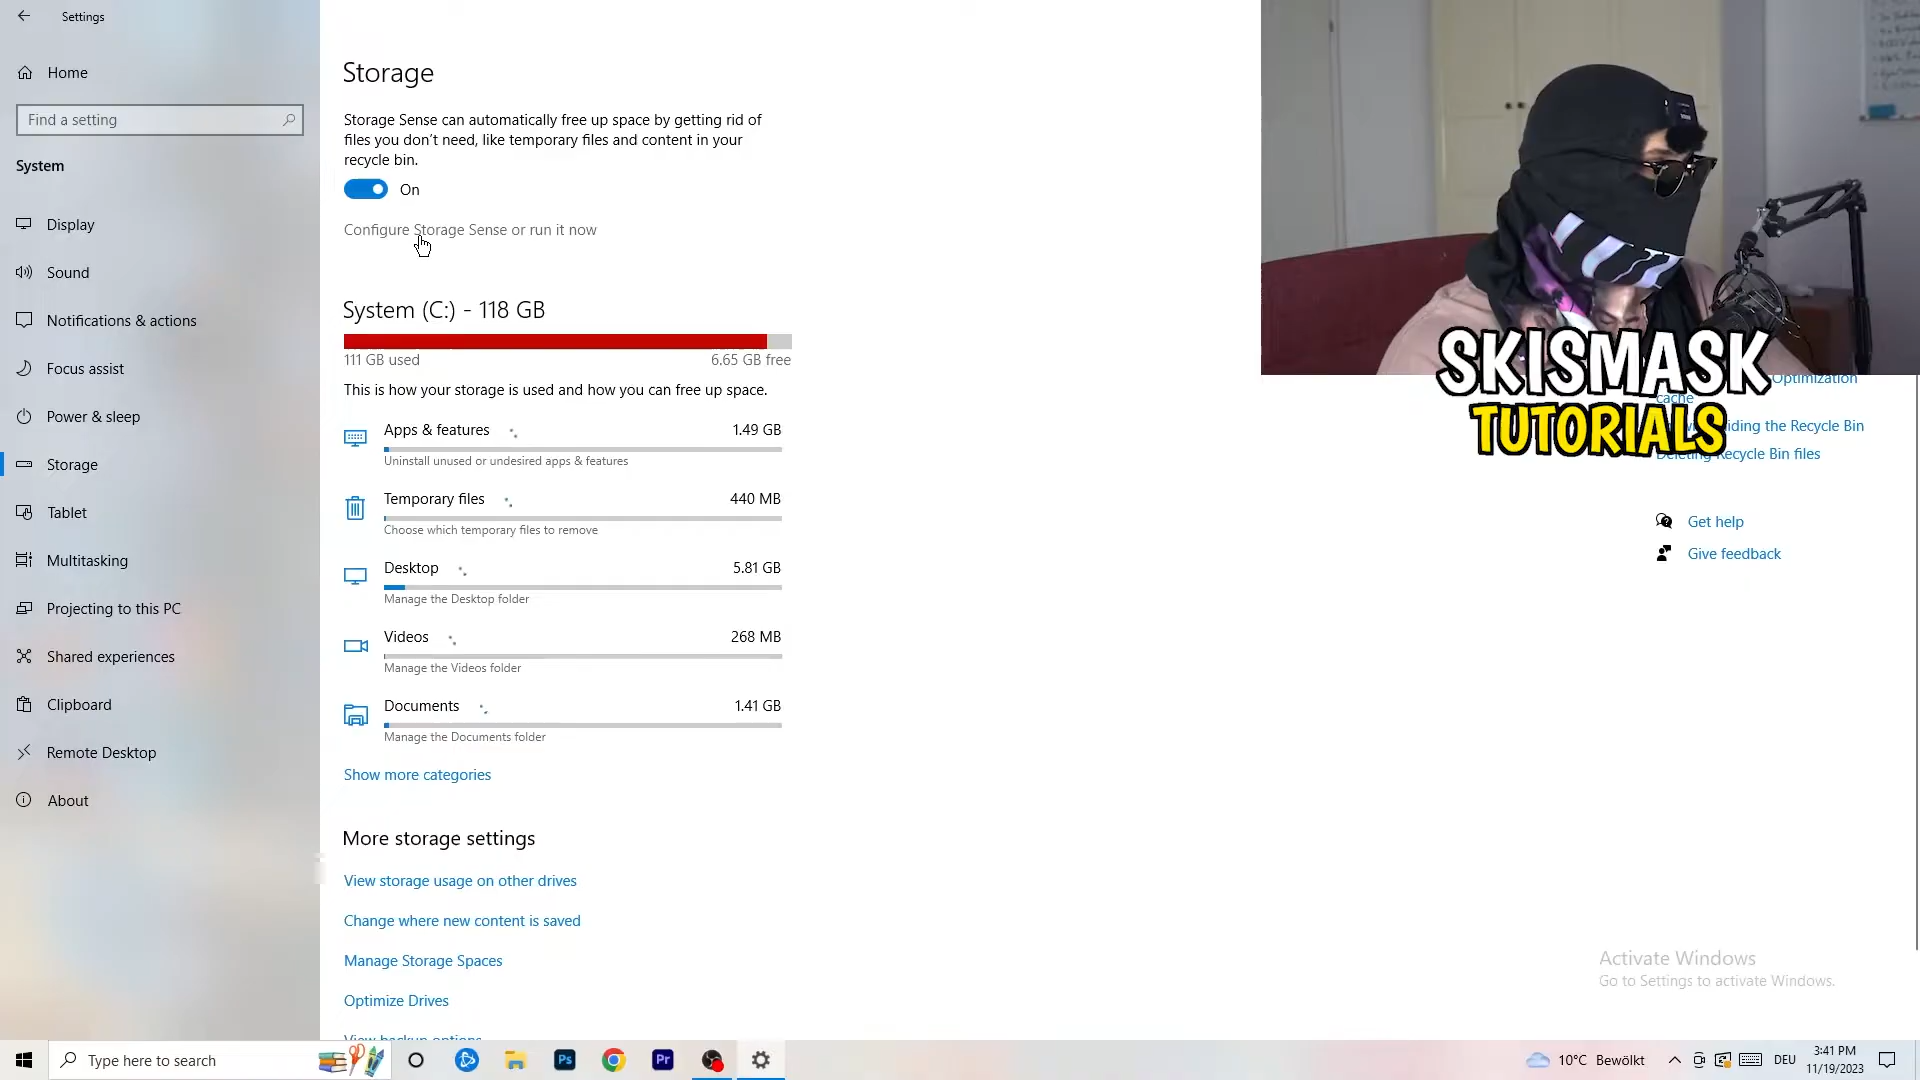 Settings
Home
Find a setting
System
Display
Sound
Notifications & actions
Focus assist
Power & sleep
Storage
Tablet
Multitasking
Projecting to this PC
Shared experiences
Clipboard
Remote Desktop
About
Storage
Storage Sense can automatically free up space by getting rid of
files you don't need, like temporary files and content in your
recycle bin.
On
Configure Storage Sense or run it now
System (C:) - 118 GB
111 GB used
6.65 GB free
This is how your storage is used and how you can free up space.
Apps & features
1.49 GB
Uninstall unused or undesired apps & features
Temporary files
440 MB
Choose which temporary files to remove
Desktop
5.81 GB
Manage the Desktop folder
Videos
268 MB
Manage the Videos folder
Documents
1.41 GB
Manage the Documents folder
Show more categories
More storage settings
View storage usage on other drives
Change where new content is saved
Manage Storage Spaces
Optimize Drives
View backup options
SKISMASK
TUTORIALS
Optimization
cache
the Recycle Bin
Recycle Bin files
Get help
Give feedback
Activate Windows
Go to Settings to activate Windows.
Type here to search
Ps
Pr
10°C Bewölkt
DEU
3:41 PM
11/19/2023